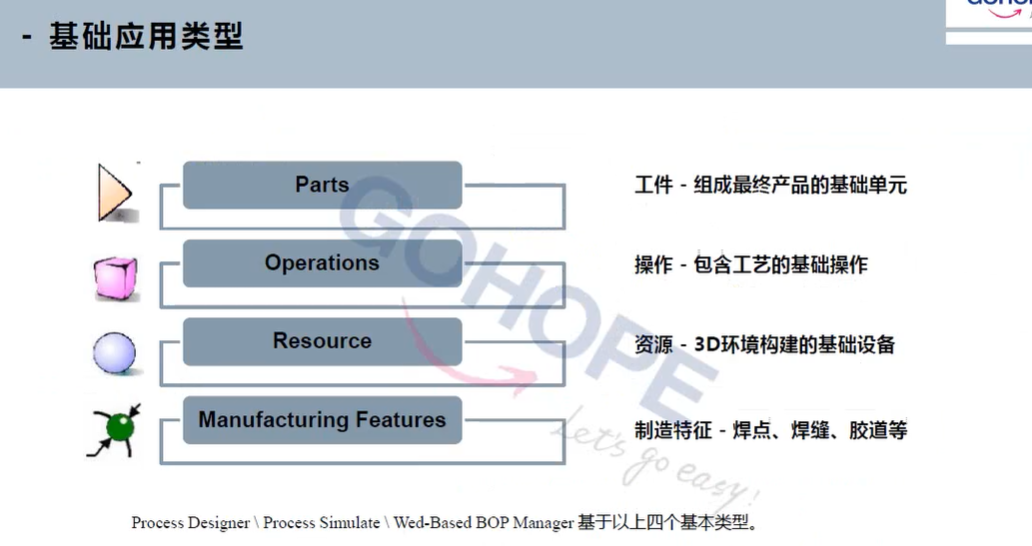 - 基础应用类型
Parts
工件 - 组成最终产品的基础单元
Operations
操作 - 包含工艺的基础操作
Resource
资源 - 3D环境构建的基础设备
Manufacturing Features
制造特征 - 焊点、焊缝、胶道等
GOHOPE
Let's go easy!
Process Designer \ Process Simulate \ Wed-Based BOP Manager 基于以上四个基本类型。